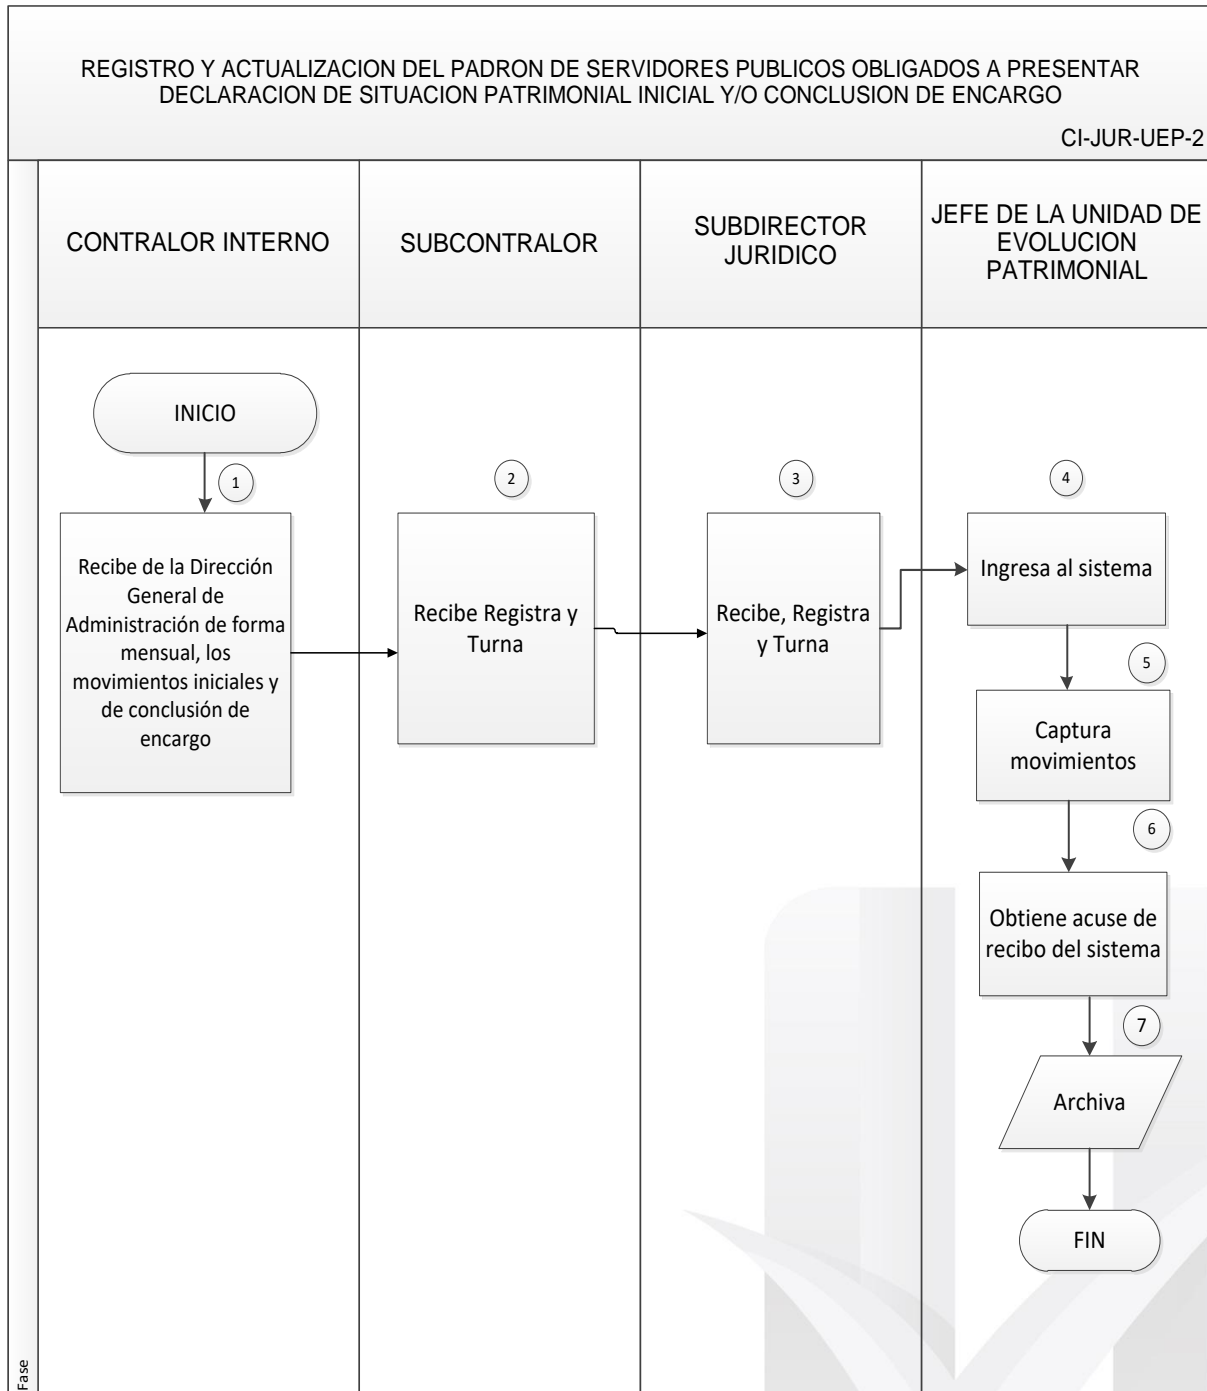 REGISTRO Y ACTUALIZACION DEL PADRON DE SERVIDORES PUBLICOS OBLIGADOS A PRESENTAR
DECLARACION DE SITUACION PATRIMONIAL INICIAL Y/O CONCLUSION DE ENCARGO
CI-JUR-UEP-2
CONTRALOR INTERNO
SUBCONTRALOR
SUBDIRECTOR
JURIDICO
JEFE DE LA UNIDAD DE
EVOLUCION
PATRIMONIAL
INICIO
1
Recibe de la Dirección
General de
Administración de forma
mensual, los
movimientos iniciales y
de conclusión de
encargo
2
Recibe Registra y
Turna
3
Recibe, Registra
y Turna
4
Ingresa al sistema
5
Captura
movimientos
6
Obtiene acuse de
recibo del sistema
7
Archiva
FIN
Fase